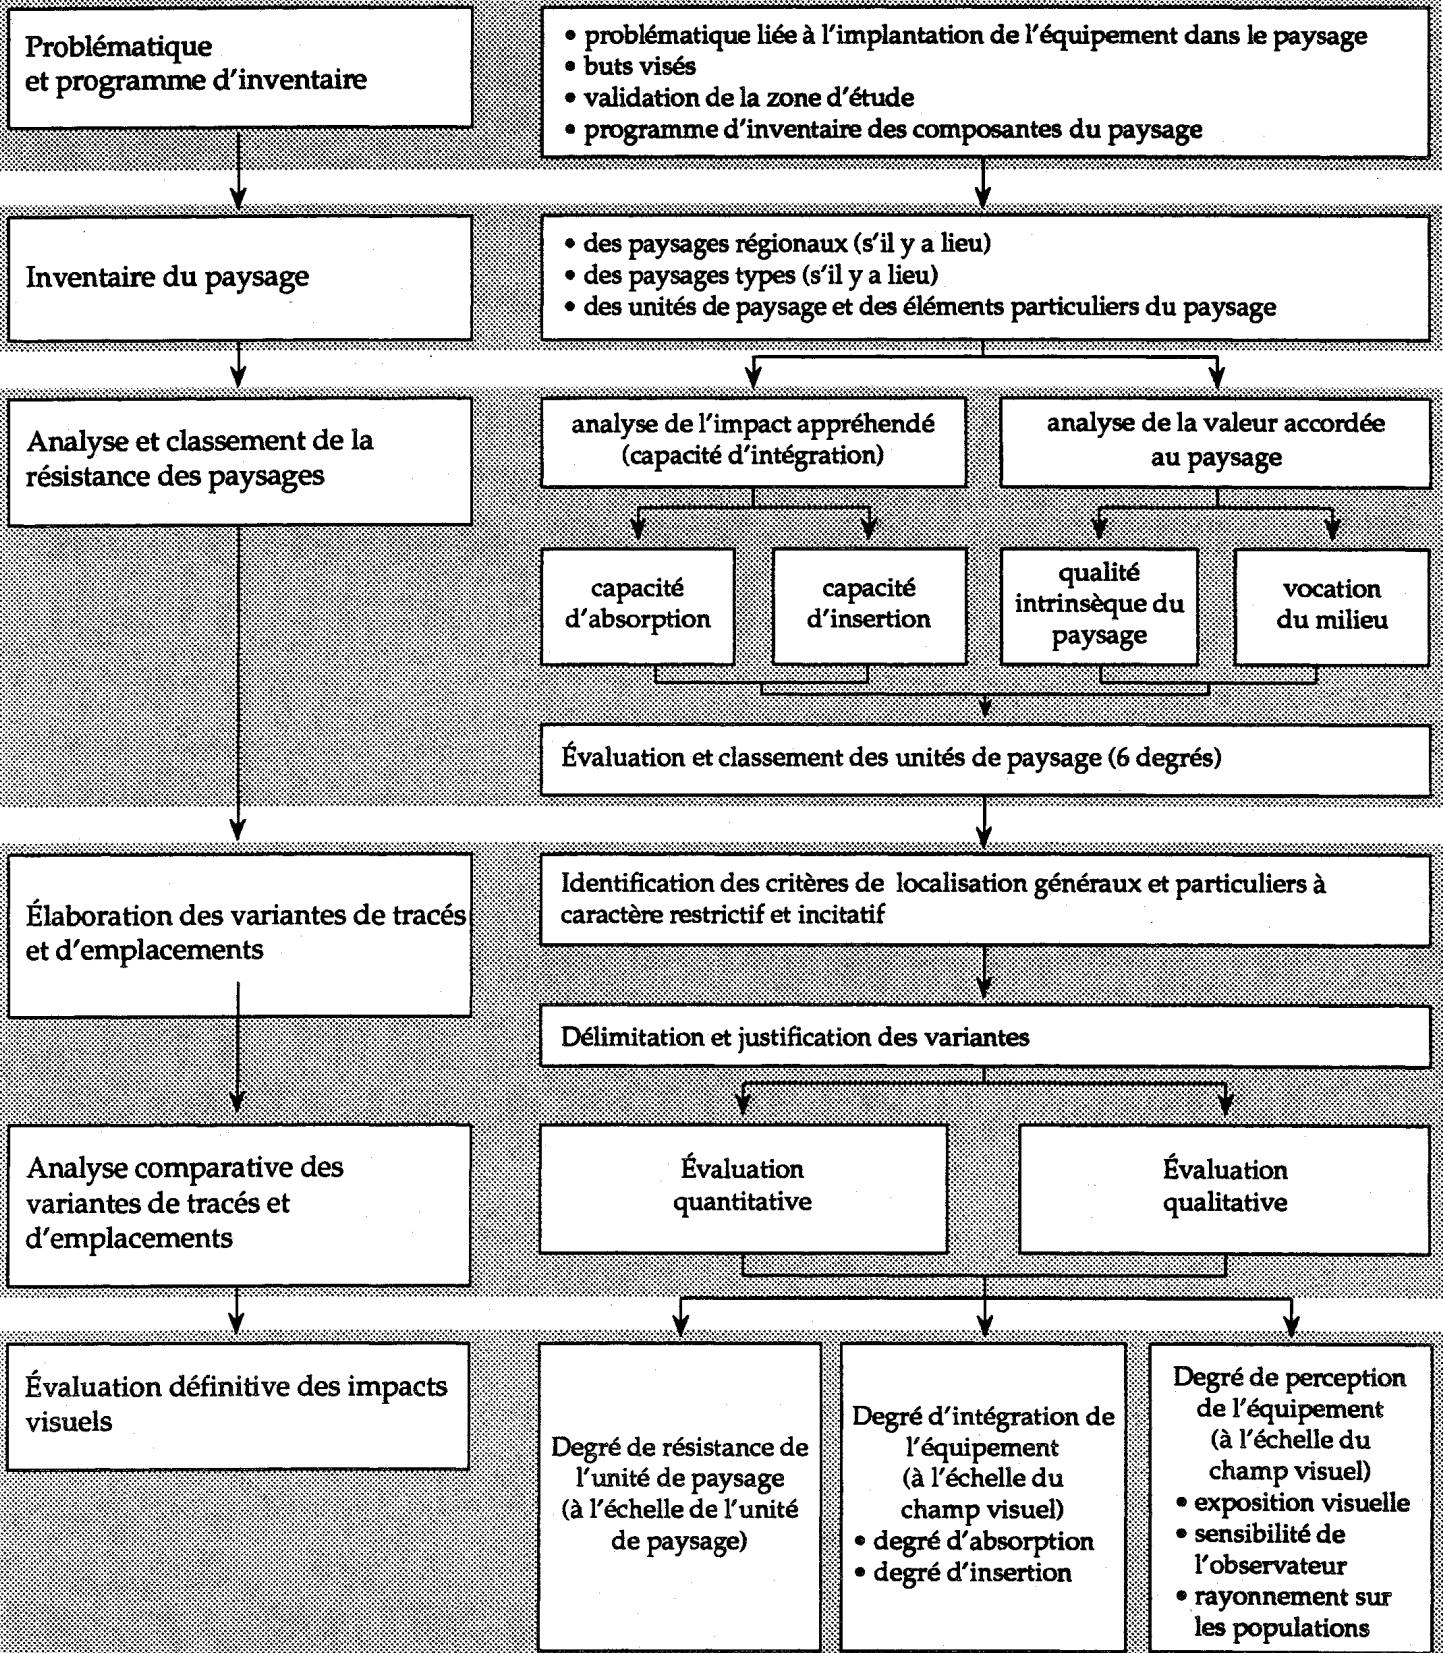 Problématique
et programme d'inventaire
• problématique liée à l'implantation de l'équipement dans le paysage
• buts visés
• validation de la zone d'étude
• programme d'inventaire des composantes du paysage
Inventaire du paysage
• des paysages régionaux (s'il y a lieu)
• des paysages types (s'il y a lieu)
• des unités de paysage et des éléments particuliers du paysage
Analyse et classement de la
résistance des paysages
analyse de l'impact appréhendé
(capacité d'intégration)
analyse de la valeur accordée
au paysage
capacité
d'absorption
capacité
d'insertion
qualité
intrinsèque du
paysage
vocation
du milieu
Évaluation et classement des unités de paysage (6 degrés)
Élaboration des variantes de tracés
et d'emplacements
Identification des critères de localisation généraux et particuliers à
caractère restrictif et incitatif
Délimitation et justification des variantes
Analyse comparative des
variantes de tracés et
d'emplacements
Évaluation
quantitative
Évaluation
qualitative
Évaluation définitive des impacts
visuels
Degré de résistance de
l'unité de paysage
(à l'échelle de l'unité
de paysage)
Degré d'intégration de
l'équipement
(à l'échelle du
champ visuel)
• degré d'absorption
• degré d'insertion
Degré de perception
de l'équipement
(à l'échelle du
champ visuel)
• exposition visuelle
• sensibilité de
l'observateur
• rayonnement sur
les populations